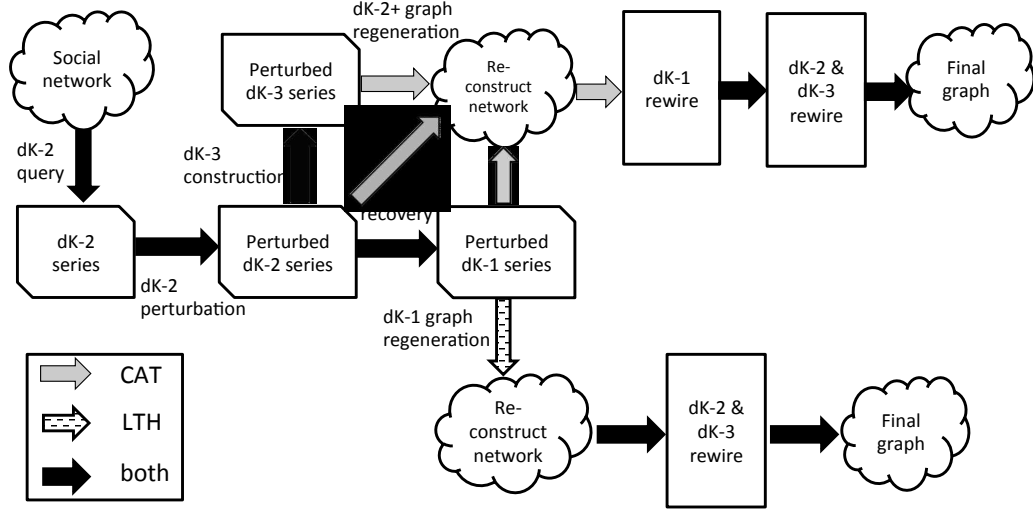 dK-2+ graph
regeneration
Social
network
Perturbed
dK-3 series
Re-
construct
network
dK-1
rewire
dK-2 &
dK-3
rewire
Final
graph
dK-2
query
dK-3
construction
recovery
dK-2
series
Perturbed
dK-2 series
Perturbed
dK-1 series
dK-2
perturbation
dK-1 graph
regeneration
CAT
LTH
both
Re-
construct
network
dK-2 &
dK-3
rewire
Final
graph